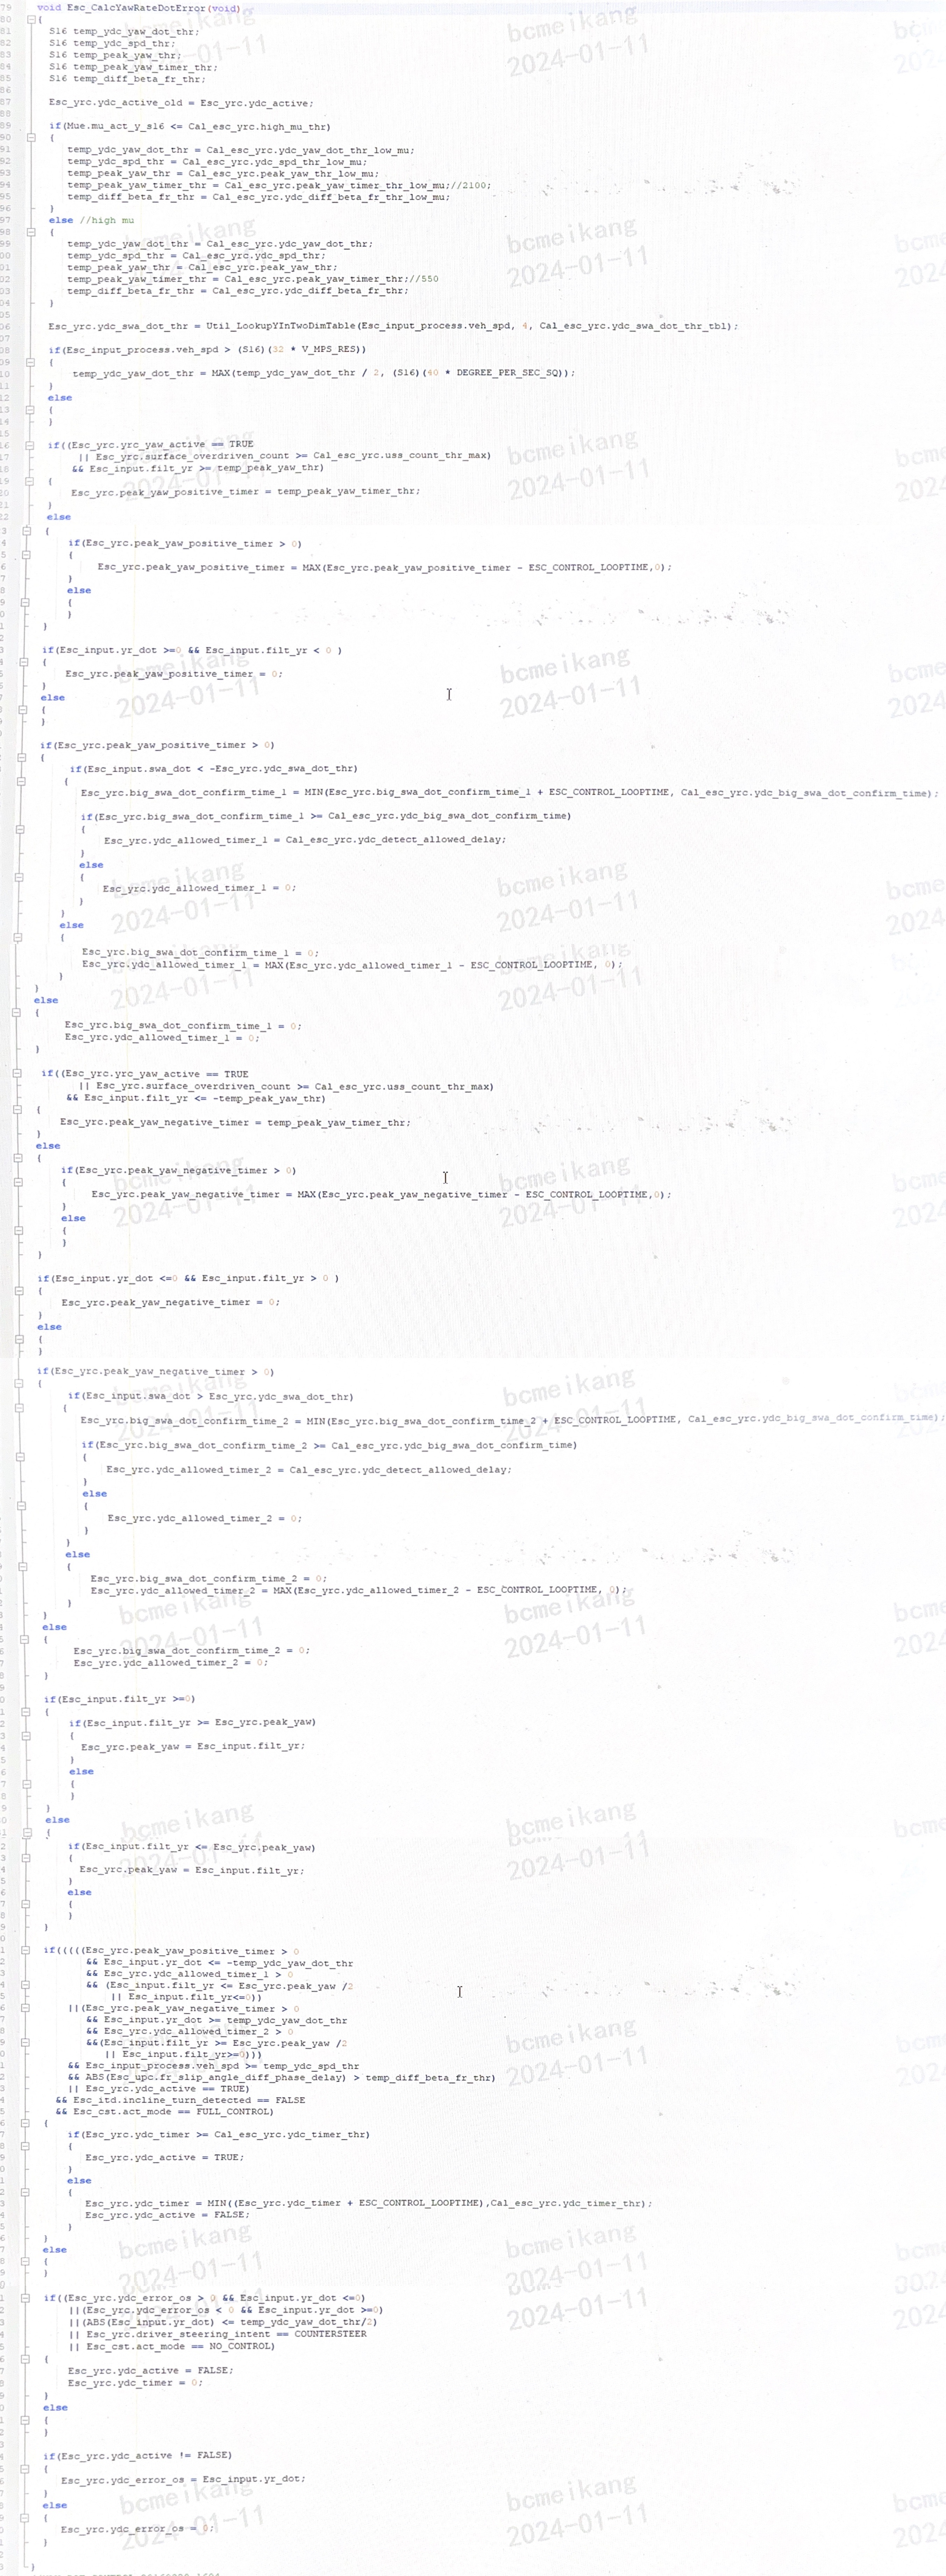 void Esc_CalcYawRateDotError(void)
{
S16 temp_ydc_yaw_dot_thr;
S16 temp_ydc_spd_thr;
S16 temp_peak_yaw_thr;
S16 temp_peak_yaw_timer_thr;
S16 temp_diff_beta_fr_thr;
Esc_yrc.ydc_active_old = Esc_yrc.ydc_active;
if(Mue.mu_act_y_s16 <= Cal_esc_yrc.high_mu_thr)
{
temp_ydc_yaw_dot_thr = Cal_esc_yrc.ydc_yaw_dot_thr_low_mu;
temp_ydc_spd_thr = Cal_esc_yrc.ydc_spd_thr_low_mu;
temp_peak_yaw_thr = Cal_esc_yrc.peak_yaw_thr_low_mu;
temp_peak_yaw_timer_thr = Cal_esc_yrc.peak_yaw_timer_thr_low_mu;//2100;
temp_diff_beta_fr_thr = Cal_esc_yrc.ydc_diff_beta_fr_thr_low_mu;
}
else //high mu
{
temp_ydc_yaw_dot_thr = Cal_esc_yrc.ydc_yaw_dot_thr;
temp_ydc_spd_thr = Cal_esc_yrc.ydc_spd_thr;
temp_peak_yaw_thr = Cal_esc_yrc.peak_yaw_thr;
temp_peak_yaw_timer_thr = Cal_esc_yrc.peak_yaw_timer_thr;//550
temp_diff_beta_fr_thr = Cal_esc_yrc.ydc_diff_beta_fr_thr;
}
Esc_yrc.ydc_swa_dot_thr = Util_LookupYInTwoDimTable(Esc_input_process.veh_spd, 4, Cal_esc_yrc.ydc_swa_dot_thr_tbl);
if(Esc_input_process.veh_spd > (S16)(32 * V_MPS_RES))
{
temp_ydc_yaw_dot_thr = MAX(temp_ydc_yaw_dot_thr / 2, (S16)(40 * DEGREE_PER_SEC_SQ));
}
else
{
}
if((Esc_yrc.yrc_yaw_active == TRUE
|| Esc_yrc.surface_overdriven_count >= Cal_esc_yrc.uss_count_thr_max)
&& Esc_input.filt_yr >= temp_peak_yaw_thr)
{
Esc_yrc.peak_yaw_positive_timer = temp_peak_yaw_timer_thr;
}
else
{
if(Esc_yrc.peak_yaw_positive_timer > 0)
{
Esc_yrc.peak_yaw_positive_timer = MAX(Esc_yrc.peak_yaw_positive_timer - ESC_CONTROL_LOOPTIME,0);
}
else
{
}
}
if(Esc_input.yr_dot >=0 && Esc_input.filt_yr < 0 )
{
Esc_yrc.peak_yaw_positive_timer = 0;
}
else
{
}
if(Esc_yrc.peak_yaw_positive_timer > 0)
{
if(Esc_input.swa_dot < -Esc_yrc.ydc_swa_dot_thr)
{
Esc_yrc.big_swa_dot_confirm_time_1 = MIN(Esc_yrc.big_swa_dot_confirm_time_1 + ESC_CONTROL_LOOPTIME, Cal_esc_yrc.ydc_big_swa_dot_confirm_time);
if(Esc_yrc.big_swa_dot_confirm_time_1 >= Cal_esc_yrc.ydc_big_swa_dot_confirm_time)
{
Esc_yrc.ydc_allowed_timer_1 = Cal_esc_yrc.ydc_detect_allowed_delay;
}
else
{
Esc_yrc.ydc_allowed_timer_1 = 0;
}
}
else
{
Esc_yrc.big_swa_dot_confirm_time_1 = 0;
Esc_yrc.ydc_allowed_timer_1 = MAX(Esc_yrc.ydc_allowed_timer_1 - ESC_CONTROL_LOOPTIME, 0);
}
}
else
{
Esc_yrc.big_swa_dot_confirm_time_1 = 0;
Esc_yrc.ydc_allowed_timer_1 = 0;
}
if((Esc_yrc.yrc_yaw_active == TRUE
|| Esc_yrc.surface_overdriven_count >= Cal_esc_yrc.uss_count_thr_max)
&& Esc_input.filt_yr <= -temp_peak_yaw_thr)
{
Esc_yrc.peak_yaw_negative_timer = temp_peak_yaw_timer_thr;
}
else
{
if(Esc_yrc.peak_yaw_negative_timer > 0)
{
Esc_yrc.peak_yaw_negative_timer = MAX(Esc_yrc.peak_yaw_negative_timer - ESC_CONTROL_LOOPTIME,0);
}
else
{
}
}
if(Esc_input.yr_dot <=0 && Esc_input.filt_yr > 0 )
{
Esc_yrc.peak_yaw_negative_timer = 0;
}
else
{
}
if(Esc_yrc.peak_yaw_negative_timer > 0)
{
if(Esc_input.swa_dot > Esc_yrc.ydc_swa_dot_thr)
{
Esc_yrc.big_swa_dot_confirm_time_2 = MIN(Esc_yrc.big_swa_dot_confirm_time_2 + ESC_CONTROL_LOOPTIME, Cal_esc_yrc.ydc_big_swa_dot_confirm_time);
if(Esc_yrc.big_swa_dot_confirm_time_2 >= Cal_esc_yrc.ydc_big_swa_dot_confirm_time)
{
Esc_yrc.ydc_allowed_timer_2 = Cal_esc_yrc.ydc_detect_allowed_delay;
}
else
{
Esc_yrc.ydc_allowed_timer_2 = 0;
}
}
else
{
Esc_yrc.big_swa_dot_confirm_time_2 = 0;
Esc_yrc.ydc_allowed_timer_2 = MAX(Esc_yrc.ydc_allowed_timer_2 - ESC_CONTROL_LOOPTIME, 0);
}
}
else
{
Esc_yrc.big_swa_dot_confirm_time_2 = 0;
Esc_yrc.ydc_allowed_timer_2 = 0;
}
if(Esc_input.filt_yr >=0)
{
if(Esc_input.filt_yr >= Esc_yrc.peak_yaw)
{
Esc_yrc.peak_yaw = Esc_input.filt_yr;
}
else
{
}
}
else
{
if(Esc_input.filt_yr <= Esc_yrc.peak_yaw)
{
Esc_yrc.peak_yaw = Esc_input.filt_yr;
}
else
{
}
}
if(((((Esc_yrc.peak_yaw_positive_timer > 0
&& Esc_input.yr_dot <= -temp_ydc_yaw_dot_thr
&& Esc_yrc.ydc_allowed_timer_1 > 0
&& (Esc_input.filt_yr <= Esc_yrc.peak_yaw /2
|| Esc_input.filt_yr<=0))
||(Esc_yrc.peak_yaw_negative_timer > 0
&& Esc_input.yr_dot >= temp_ydc_yaw_dot_thr
&& Esc_yrc.ydc_allowed_timer_2 > 0
&&(Esc_input.filt_yr >= Esc_yrc.peak_yaw /2
|| Esc_input.filt_yr>=0)))
&& Esc_input_process.veh_spd >= temp_ydc_spd_thr
&& ABS(Esc_upc.fr_slip_angle_diff_phase_delay) > temp_diff_beta_fr_thr)
|| Esc_yrc.ydc_active == TRUE)
&& Esc_itd.incline_turn_detected == FALSE
&& Esc_cst.act_mode == FULL_CONTROL)
{
if(Esc_yrc.ydc_timer >= Cal_esc_yrc.ydc_timer_thr)
{
Esc_yrc.ydc_active = TRUE;
}
else
{
Esc_yrc.ydc_timer = MIN((Esc_yrc.ydc_timer + ESC_CONTROL_LOOPTIME),Cal_esc_yrc.ydc_timer_thr);
Esc_yrc.ydc_active = FALSE;
}
}
else
{
}
if((Esc_yrc.ydc_error_os > 0 && Esc_input.yr_dot <=0)
||(Esc_yrc.ydc_error_os < 0 && Esc_input.yr_dot >=0)
||(ABS(Esc_input.yr_dot) <= temp_ydc_yaw_dot_thr/2)
|| Esc_yrc.driver_steering_intent == COUNTERSTEER
|| Esc_cst.act_mode == NO_CONTROL)
{
Esc_yrc.ydc_active = FALSE;
Esc_yrc.ydc_timer = 0;
}
else
{
}
if(Esc_yrc.ydc_active != FALSE)
{
Esc_yrc.ydc_error_os = Esc_input.yr_dot;
}
else
{
Esc_yrc.ydc_error_os = 0;
}
}